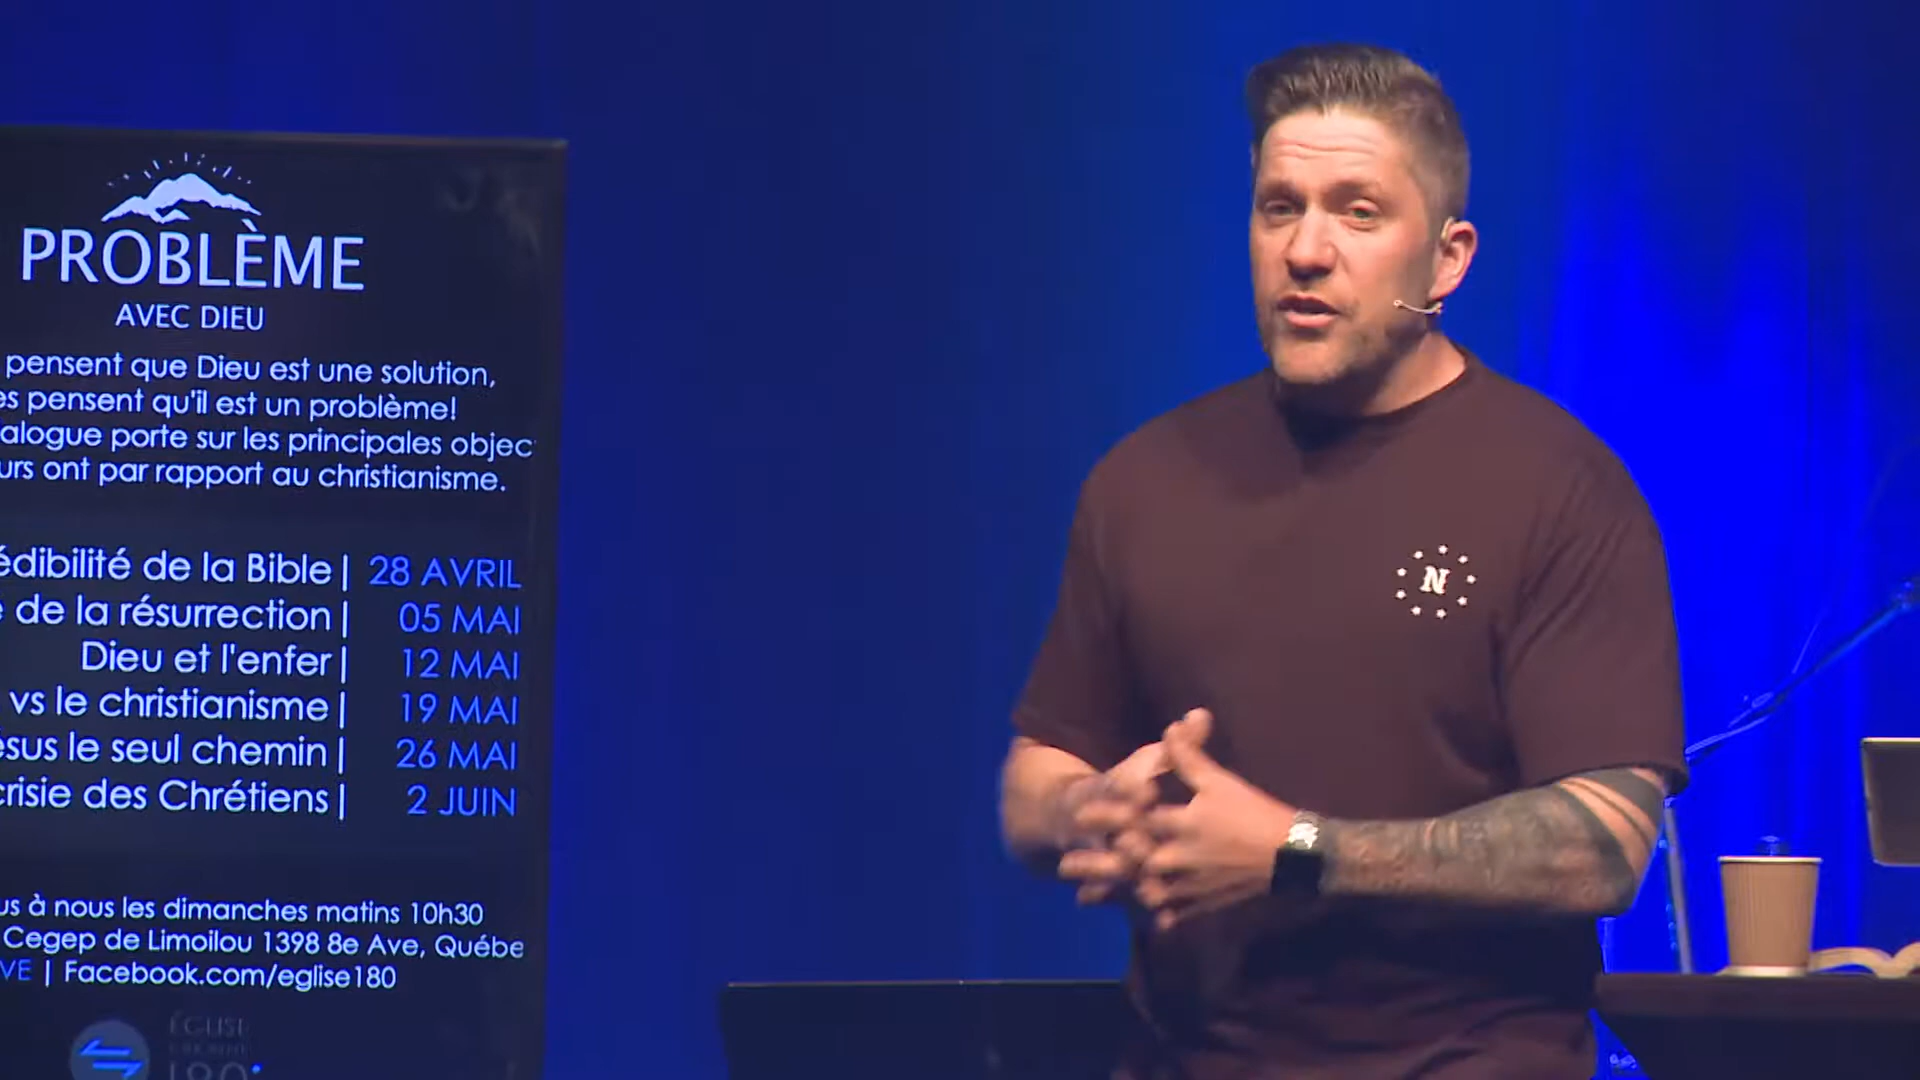 PROBLÈME
AVEC DIEU
pensent que Dieu est une solution,
es pensent qu'il est un problème!
alogue porte sur les principales objec
urs ont par rapport au christianisme.
édibilité de la Bible | 28 AVRIL
de la résurrection | 05 MAI
Dieu et l'enfer | 12 MAI
vs le christianisme | 19 MAI
ésus le seul chemin | 26 MAI
crisie des Chrétiens | 2 JUIN
us à nous les dimanches matins 10h30
Cegep de Limoilou 1398 8e Ave, Québe
VE | Facebook.com/eglise180
ÉGLISE
180°
N